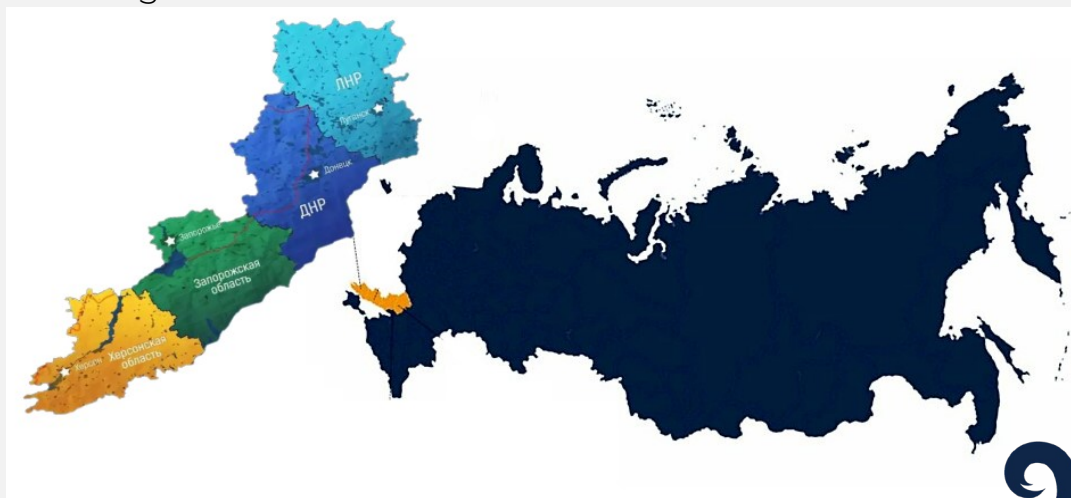 ЛНР
Луганск
Донецк
ДНР
Запорожье
Запорожская
область
Херсонская
область
Херсон